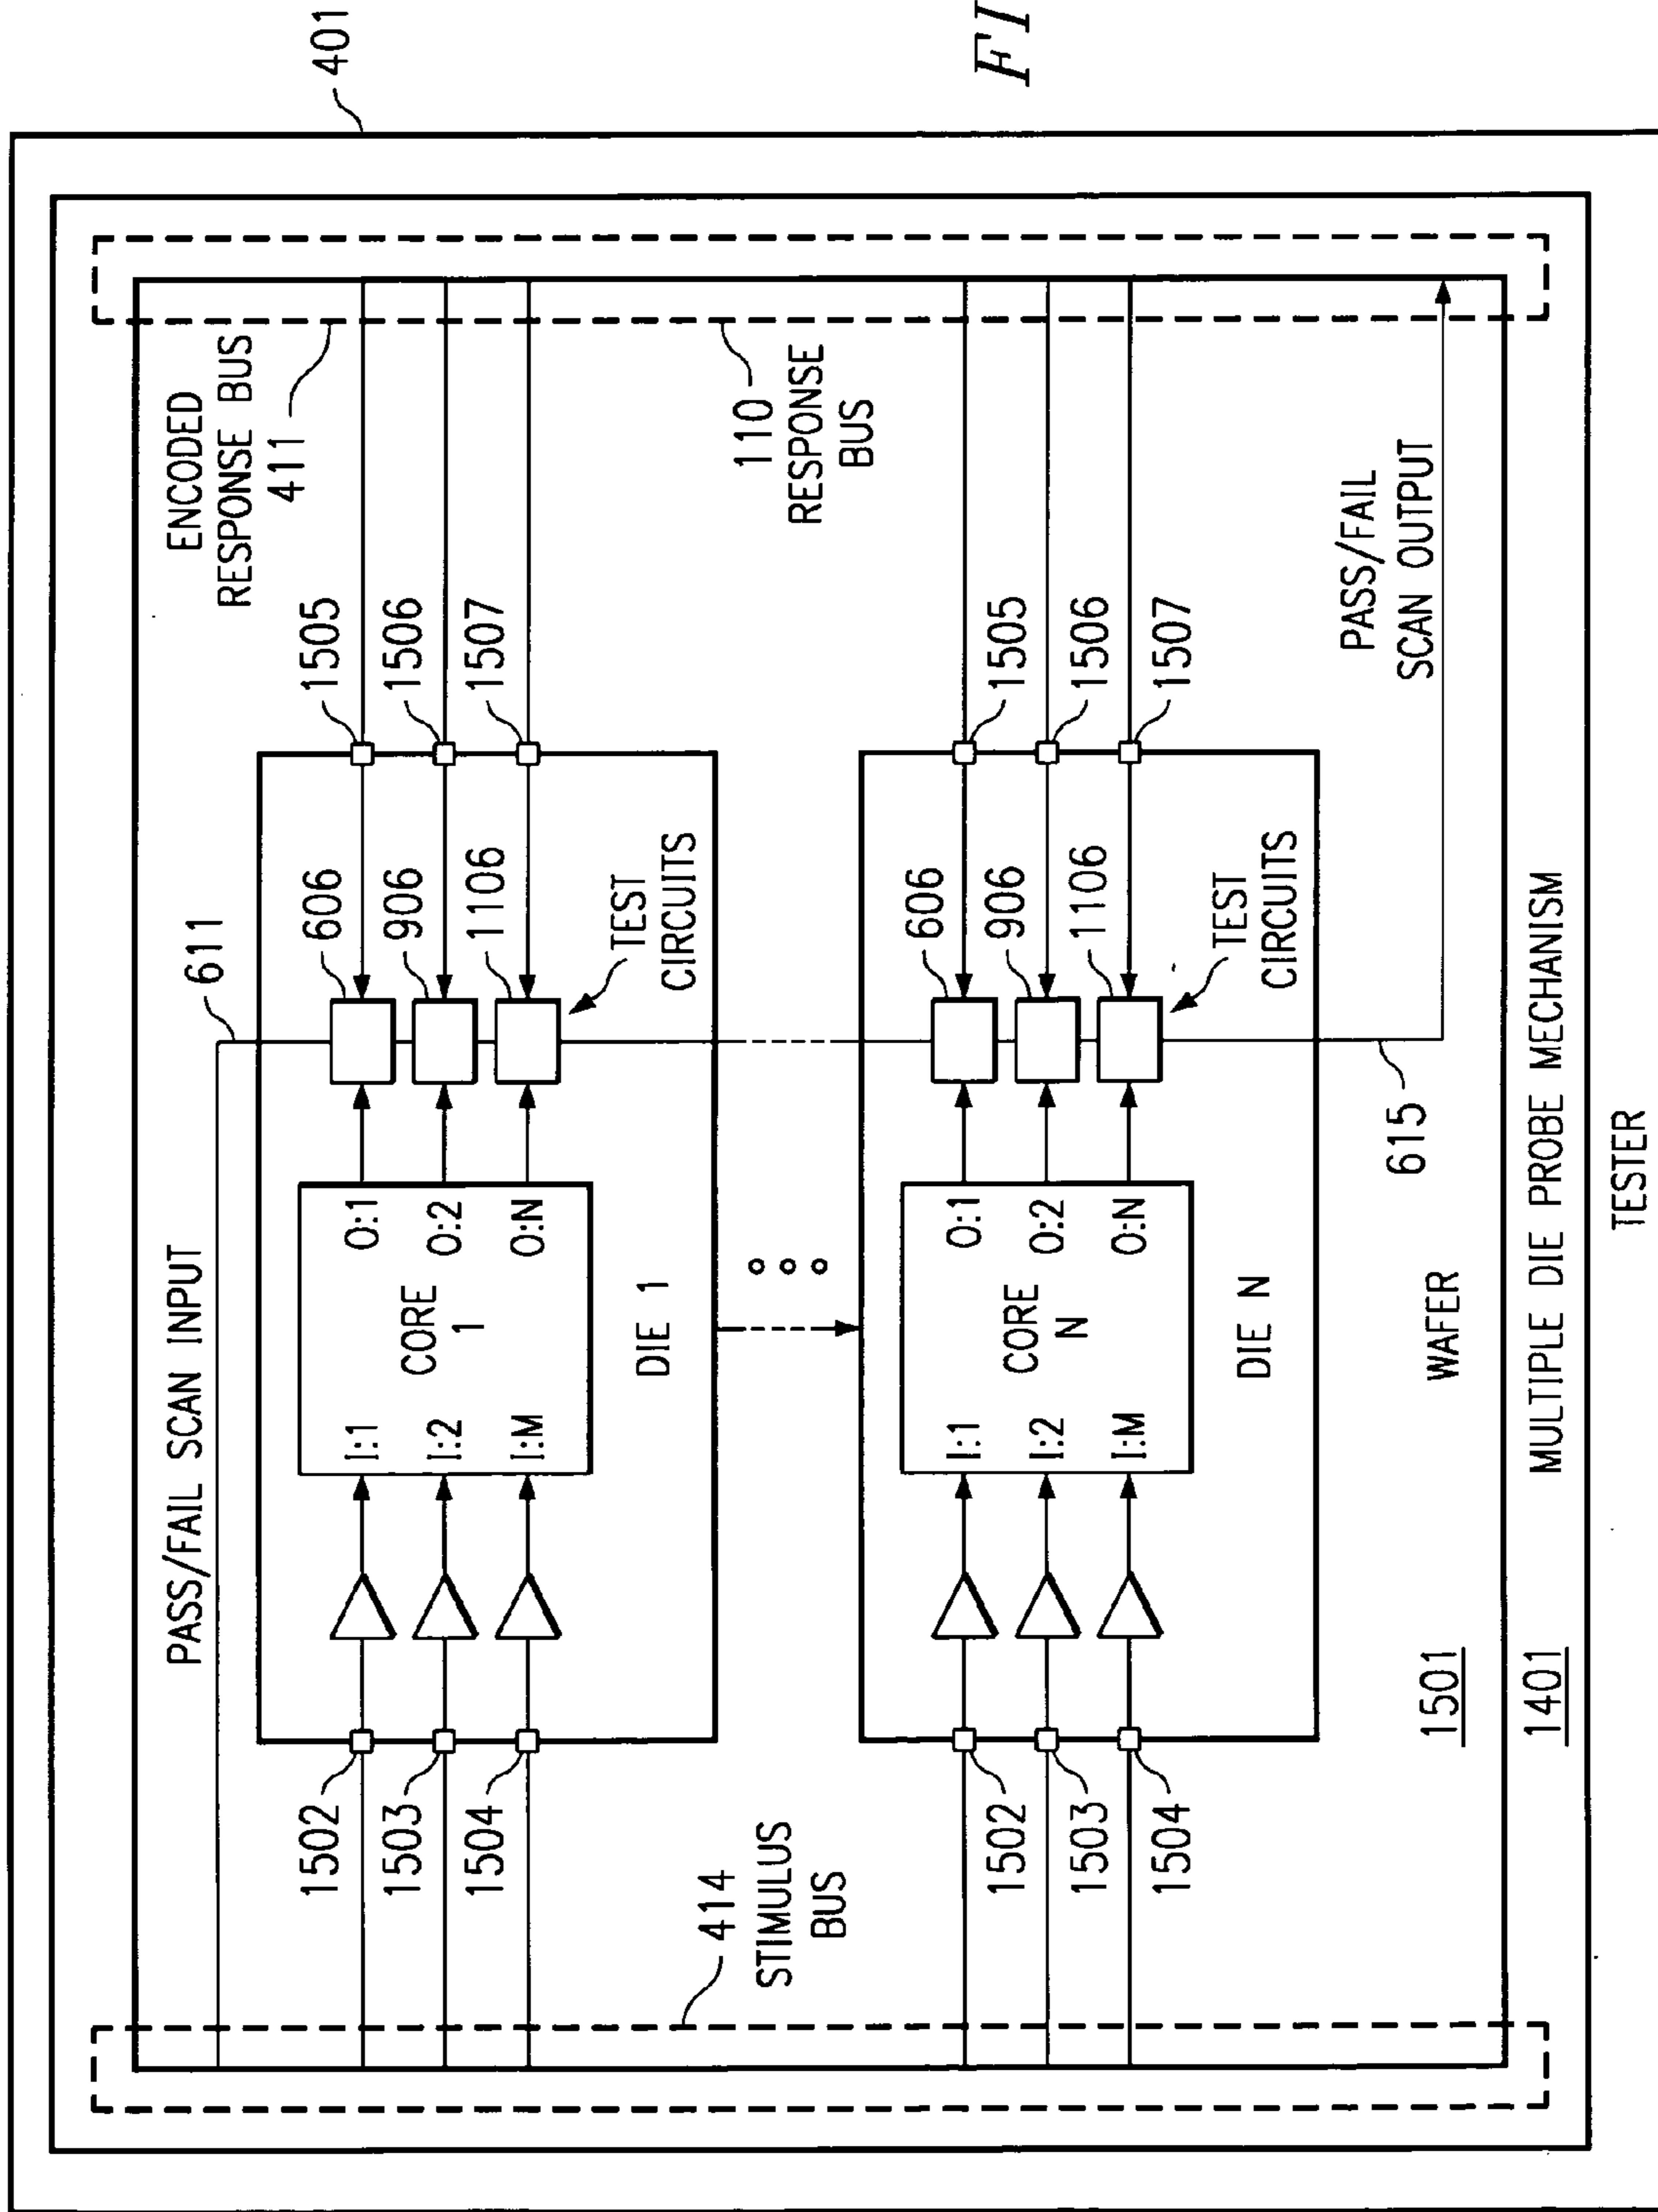 401
FI
PASS/FAIL SCAN INPUT
611
ENCODED
RESPONSE BUS
411
1502
1503
1504
I:1
I:2
I:M
CORE
1
O:1
O:2
O:N
606
906
1106
TEST
CIRCUITS
1505
1506
1507
DIE 1
414
STIMULUS
BUS
110
RESPONSE
BUS
1502
1503
1504
I:1
I:2
I:M
CORE
N
O:1
O:2
O:N
606
906
1106
TEST
CIRCUITS
1505
1506
1507
DIE N
615
PASS/FAIL
SCAN OUTPUT
1501
WAFER
1401
MULTIPLE DIE PROBE MECHANISM
TESTER